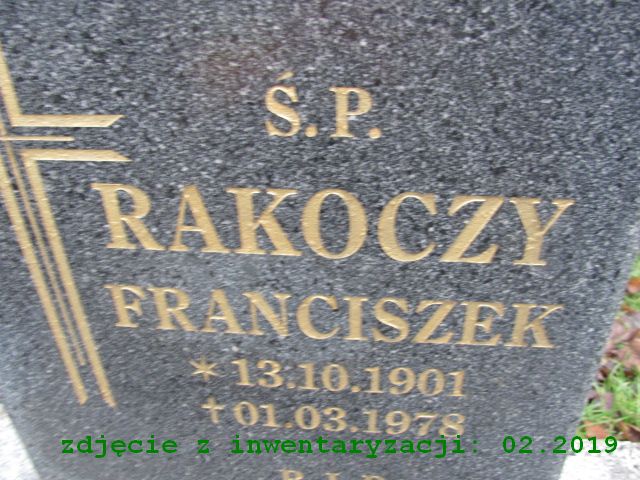 Ś.P.
RAKOCZY
FRANCISZEK
* 13.10.1901
✝ 01.03.1978
zdjęcie z inwentaryzacji: 02.2019
R.I.P.